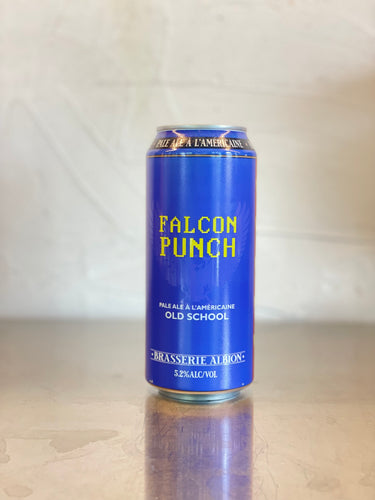 PALE ALE À L'AMÉRICAINE
FALCON
PUNCH
PALE ALE À L'AMÉRICAINE
OLD SCHOOL
BRASSERIE ALBION
5.2% ALC/VOL